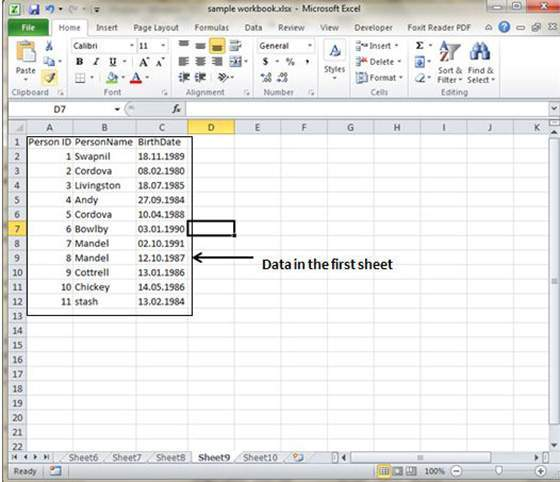 sample workbook.xlsx - Microsoft Excel
File Home Insert Page Layout Formulas Data Review View Developer Foxit Reader PDF
Calibri 11 General Insert
Paste B I U A A $ % , Styles Delete Sort & Find &
Format Filter Select
Clipboard Font Alignment Number Cells Editing
D7 fx
A B C D E F G H I J K
1 Person ID PersonName BirthDate
2 1 Swapnil 18.11.1989
3 2 Cordova 08.02.1980
4 3 Livingston 18.07.1985
5 4 Andy 27.09.1984
6 5 Cordova 10.04.1988
7 6 Bowlby 03.01.1990
8 7 Mandel 02.10.1991
9 8 Mandel 12.10.1987
Data in the first sheet
10 9 Cottrell 13.01.1986
11 10 Chickey 14.05.1986
12 11 stash 13.02.1984
13
14
15
16
17
18
19
20
21
22
Sheet6 Sheet7 Sheet8 Sheet9 Sheet10
Ready 100%